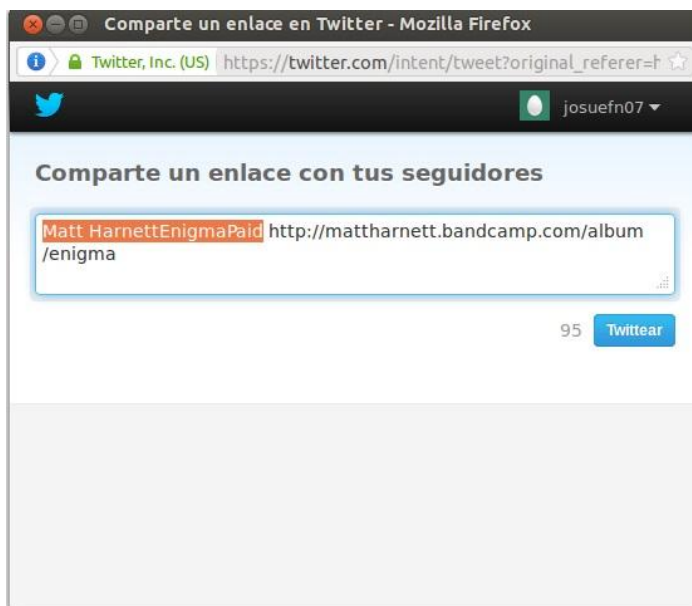 Comparte un enlace en Twitter - Mozilla Firefox
Twitter, Inc. (US) https://twitter.com/intent/tweet?original_referer=h
josuefn07
Comparte un enlace con tus seguidores
Matt HarnettEnigmaPaid http://mattharnett.bandcamp.com/album
/enigma
95 Twittear